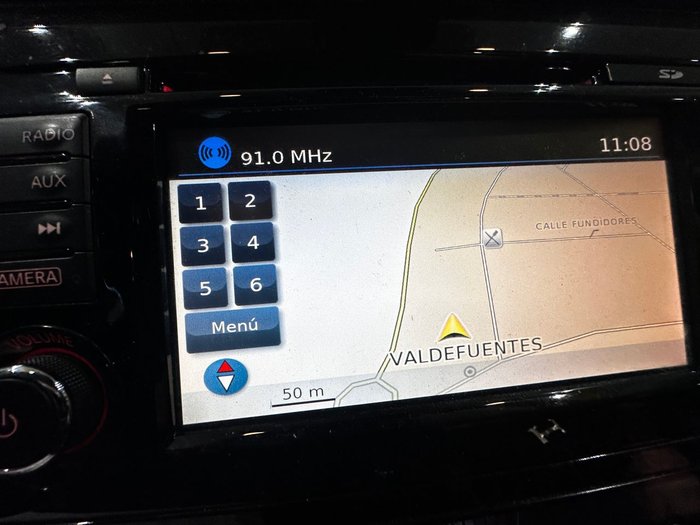 SD
RADIO
91.0 MHz
11:08
AUX
1 2
CALLE FUNDIDORES
3 4
AMERA
5 6
Menú
VOLUME
VALDEFUENTES
50 m